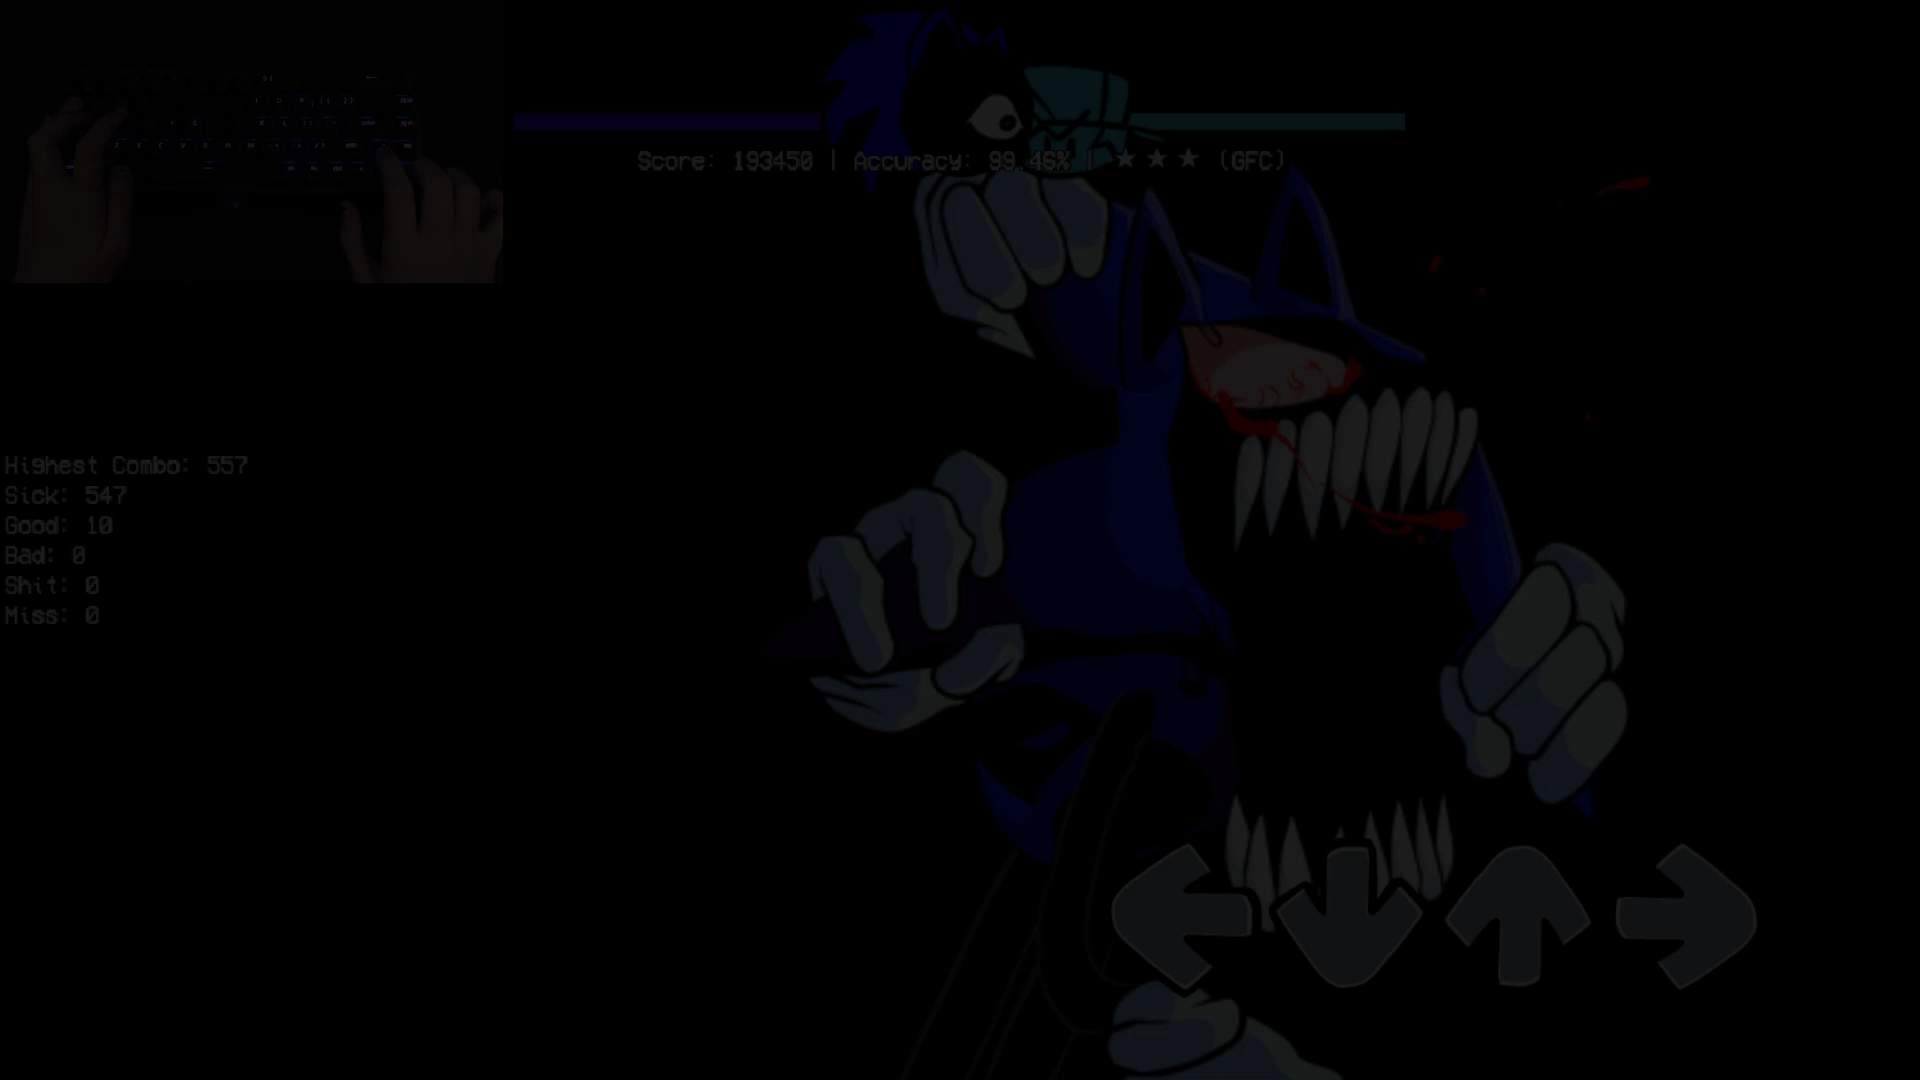 Score: 193450 | Accuracy: 99.46% | ★ ★ ★ (GFC)
Highest Combo: 557
Sick: 547
Good: 10
Bad: 0
Shit: 0
Miss: 0